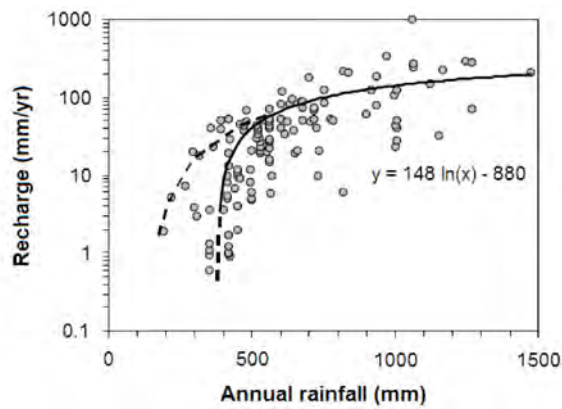 1000
100
10
1
0.1
Recharge (mm/yr)
y = 148 ln(x) - 880
0 500 1000 1500
Annual rainfall (mm)